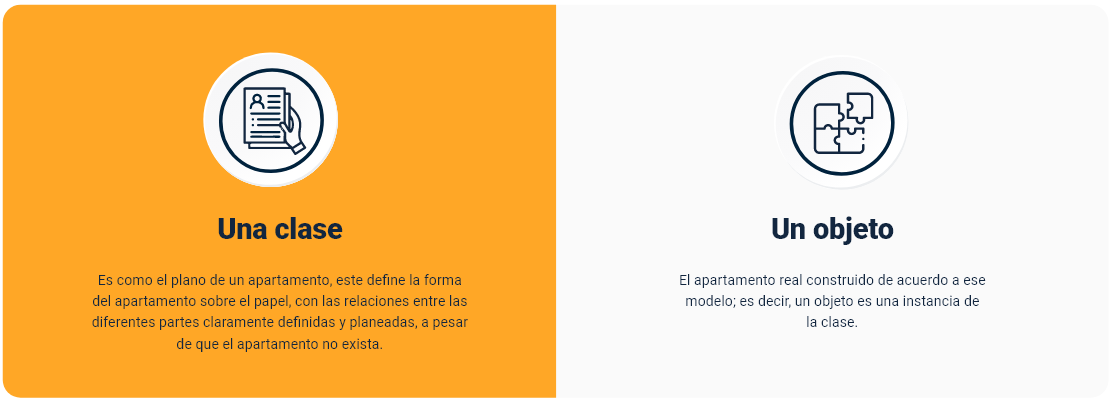 Una clase
Es como el plano de un apartamento, este define la forma
del apartamento sobre el papel, con las relaciones entre las
diferentes partes claramente definidas y planeadas, a pesar
de que el apartamento no exista.
Un objeto
El apartamento real construido de acuerdo a ese
modelo; es decir, un objeto es una instancia de
la clase.